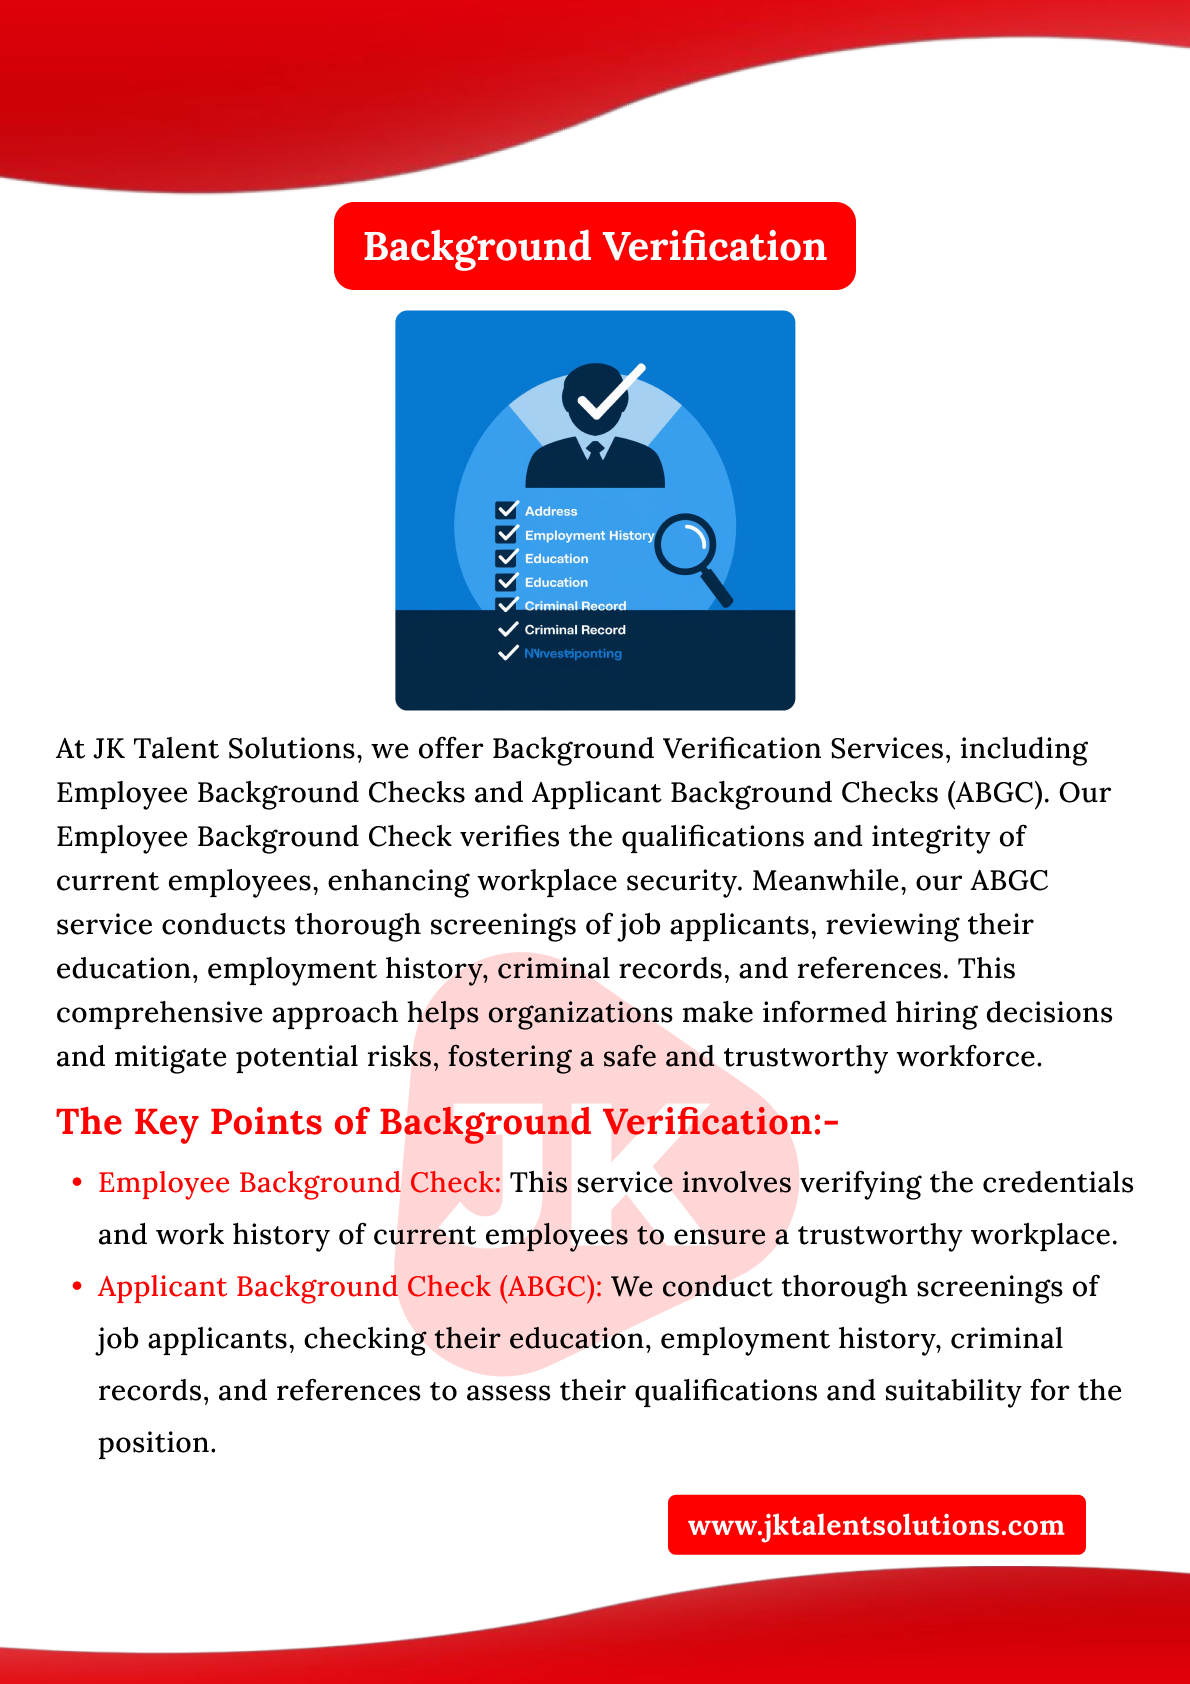 Background Verification
Address
Employment History
Education
Education
Criminal Record
Criminal Record
At JK Talent Solutions, we offer Background Verification Services, including
Employee Background Checks and Applicant Background Checks (ABGC). Our
Employee Background Check verifies the qualifications and integrity of
current employees, enhancing workplace security. Meanwhile, our ABGC
service conducts thorough screenings of job applicants, reviewing their
education, employment history, criminal records, and references. This
comprehensive approach helps organizations make informed hiring decisions
and mitigate potential risks, fostering a safe and trustworthy workforce.
The Key Points of Background Verification:-
JK
• Employee Background Check: This service involves verifying the credentials
and work history of current employees to ensure a trustworthy workplace.
• Applicant Background Check (ABGC): We conduct thorough screenings of
job applicants, checking their education, employment history, criminal
records, and references to assess their qualifications and suitability for the
position.
www.jktalentsolutions.com